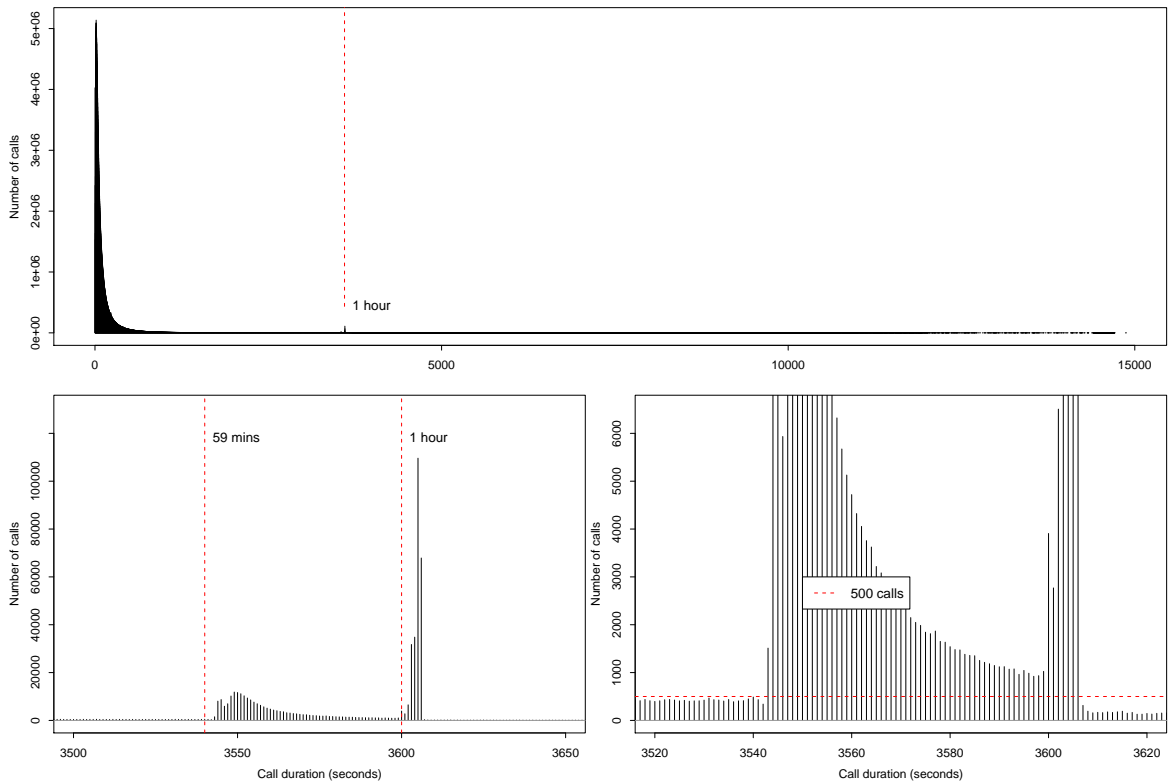 Number of calls
5e+06
4e+06
3e+06
2e+06
1e+06
0e+00
1 hour
0
5000
10000
15000
Number of calls
100000
80000
60000
40000
20000
0
59 mins
1 hour
3500
3550
3600
3650
Call duration (seconds)
Number of calls
6000
5000
4000
3000
2000
1000
0
500 calls
3520
3540
3560
3580
3600
3620
Call duration (seconds)